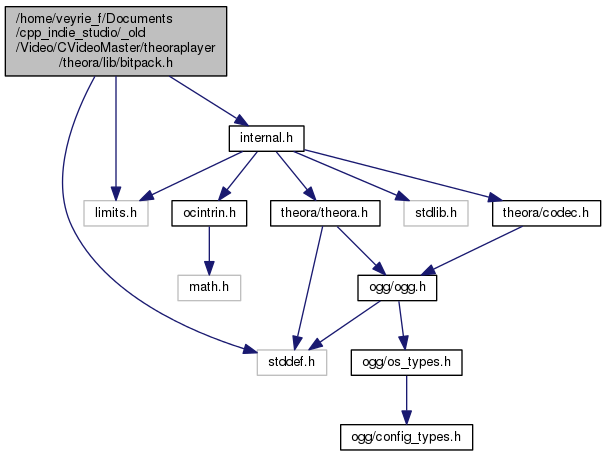 /home/veyrie_f/Documents
/cpp_indie_studio/_old
/Video/CVideoMaster/theoraplayer
/theora/lib/bitpack.h
internal.h
limits.h
ocintrin.h
theora/theora.h
stdlib.h
theora/codec.h
math.h
ogg/ogg.h
stddef.h
ogg/os_types.h
ogg/config_types.h